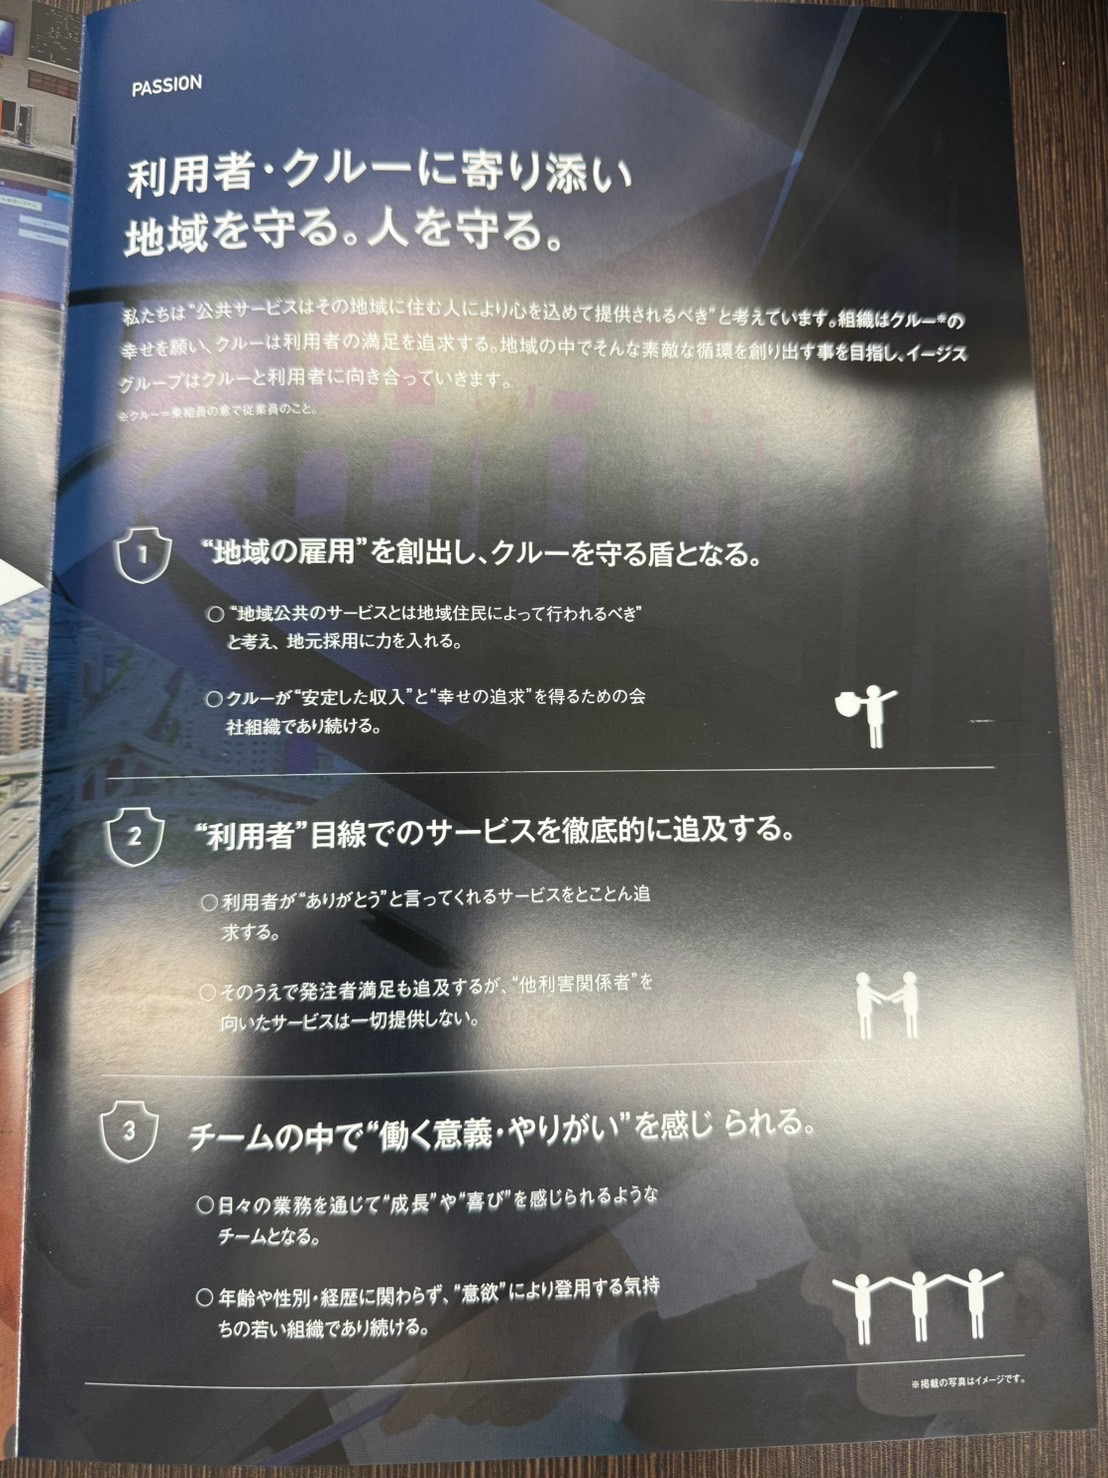 PASSION
利用者・クルーに寄り添い
地域を守る。人を守る。
私たちは“公共サービスはその地域に住む人により心を込めて提供されるべき”と考えています。組織はクルー※の
幸せを願い、クルーは利用者の満足を追求する。地域の中でそんな素敵な循環を創り出す事を目指し、イージス
グループはクルーと利用者に向き合っていきます。
※クルー＝乗組員の意で従業員のこと。
1 “地域の雇用”を創出し、クルーを守る盾となる。
○“地域公共のサービスとは地域住民によって行われるべき”
と考え、地元採用に力を入れる。
○クルーが“安定した収入”と“幸せの追求”を得るための会
社組織であり続ける。
2 “利用者”目線でのサービスを徹底的に追及する。
○利用者が“ありがとう”と言ってくれるサービスをとことん追
求する。
○そのうえで発注者満足も追及するが、“他利害関係者”を
向いたサービスは一切提供しない。
3 チームの中で“働く意義・やりがい”を感じ られる。
○日々の業務を通じて“成長”や“喜び”を感じられるような
チームとなる。
○年齢や性別・経歴に関わらず、“意欲”により登用する気持
ちの若い組織であり続ける。
※掲載の写真はイメージです。